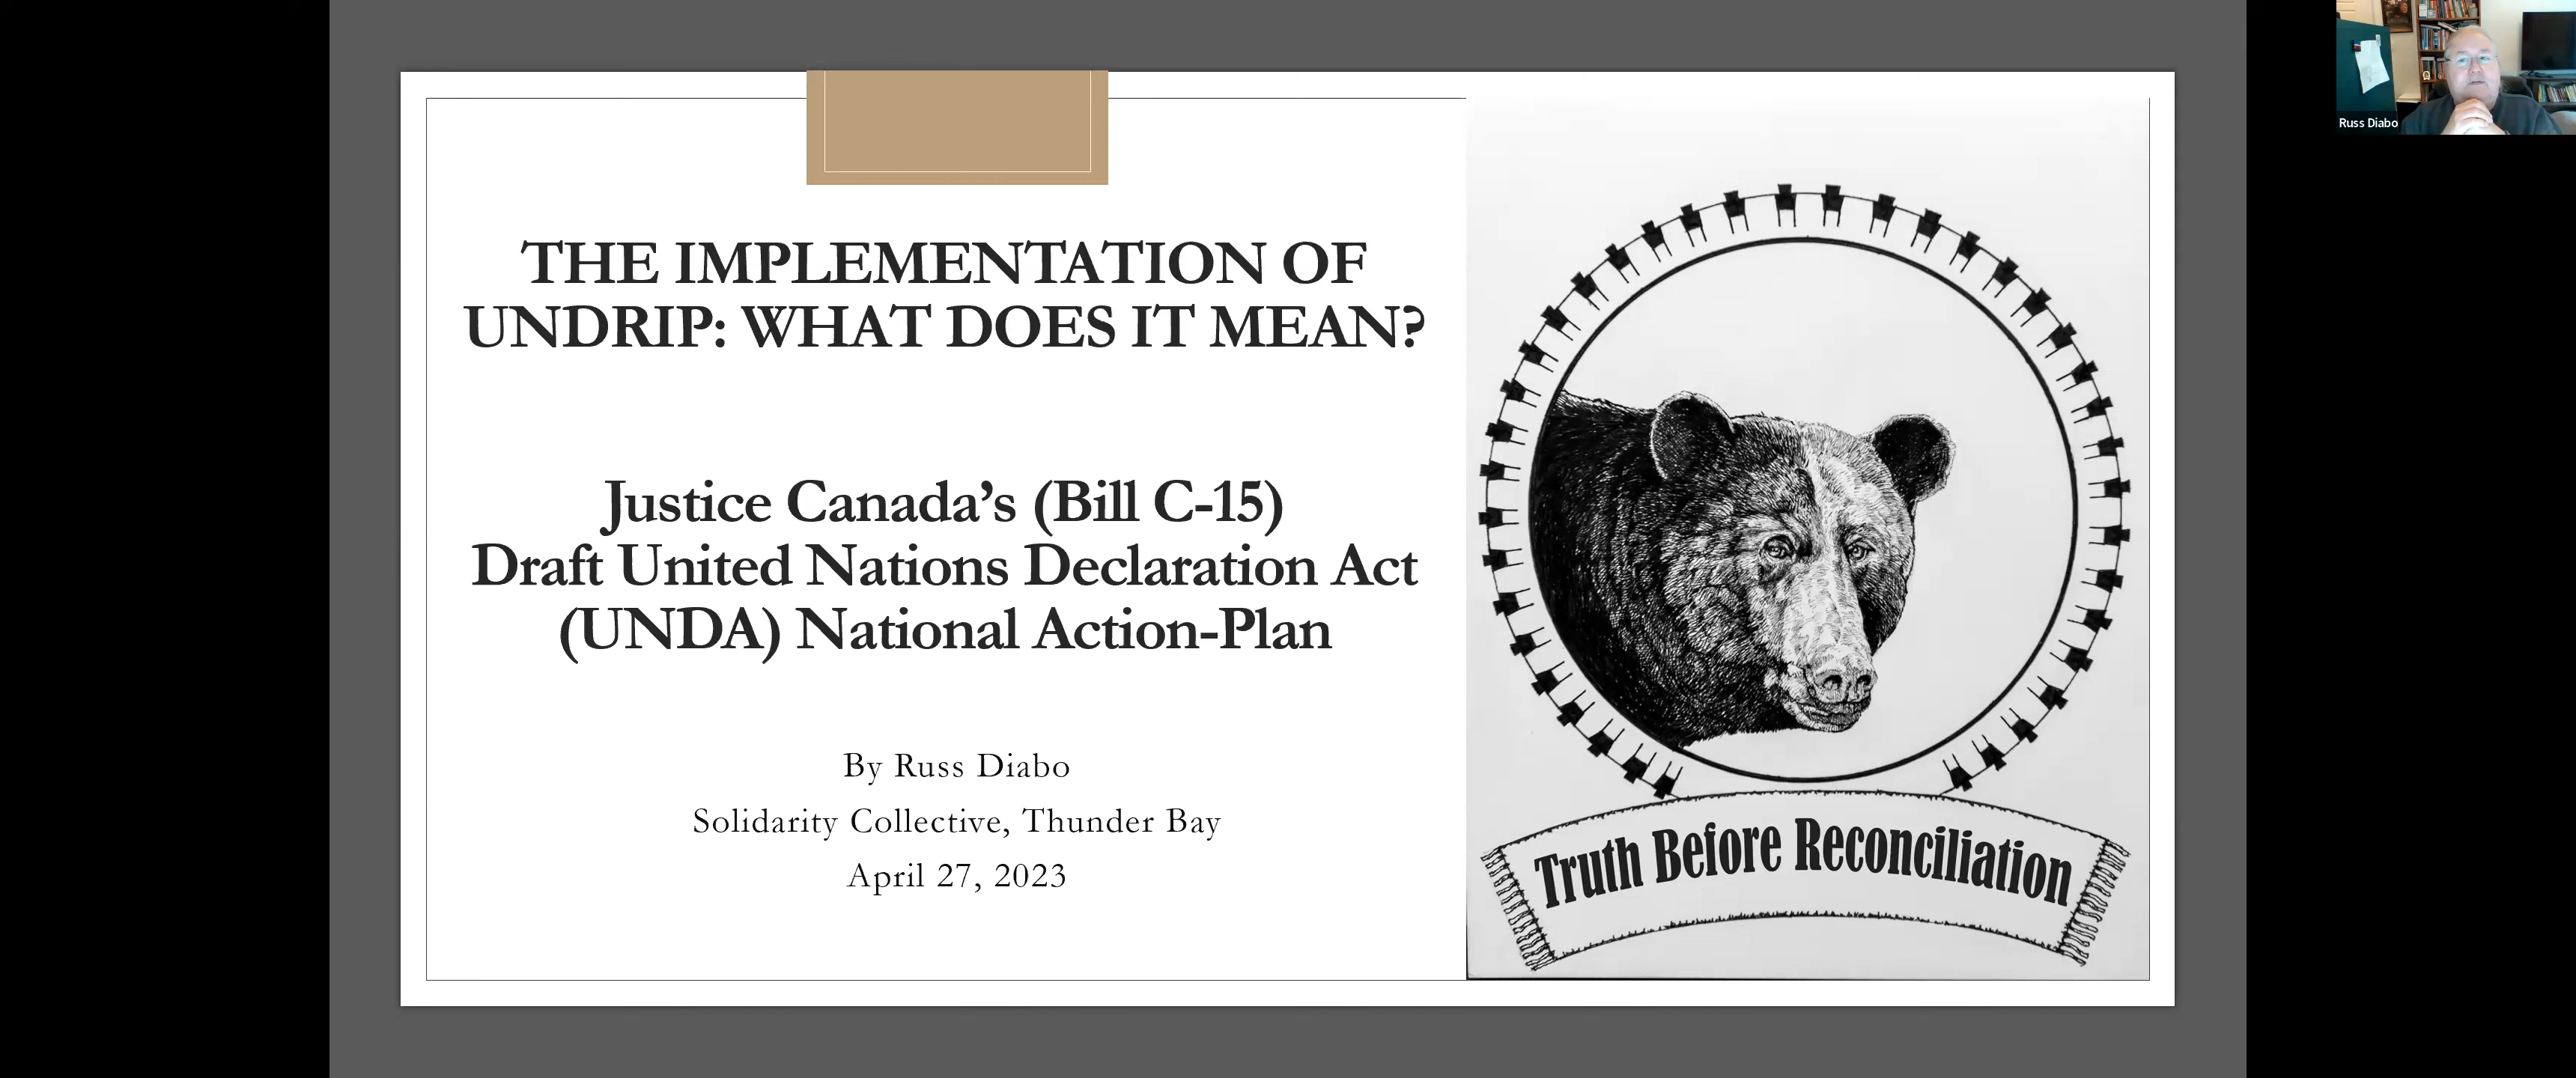 THE IMPLEMENTATION OF
UNDRIP: WHAT DOES IT MEAN?
Justice Canada’s (Bill C-15)
Draft United Nations Declaration Act
(UNDA) National Action-Plan
By Russ Diabo
Solidarity Collective, Thunder Bay
April 27, 2023
Truth Before Reconciliation
Russ Diabo